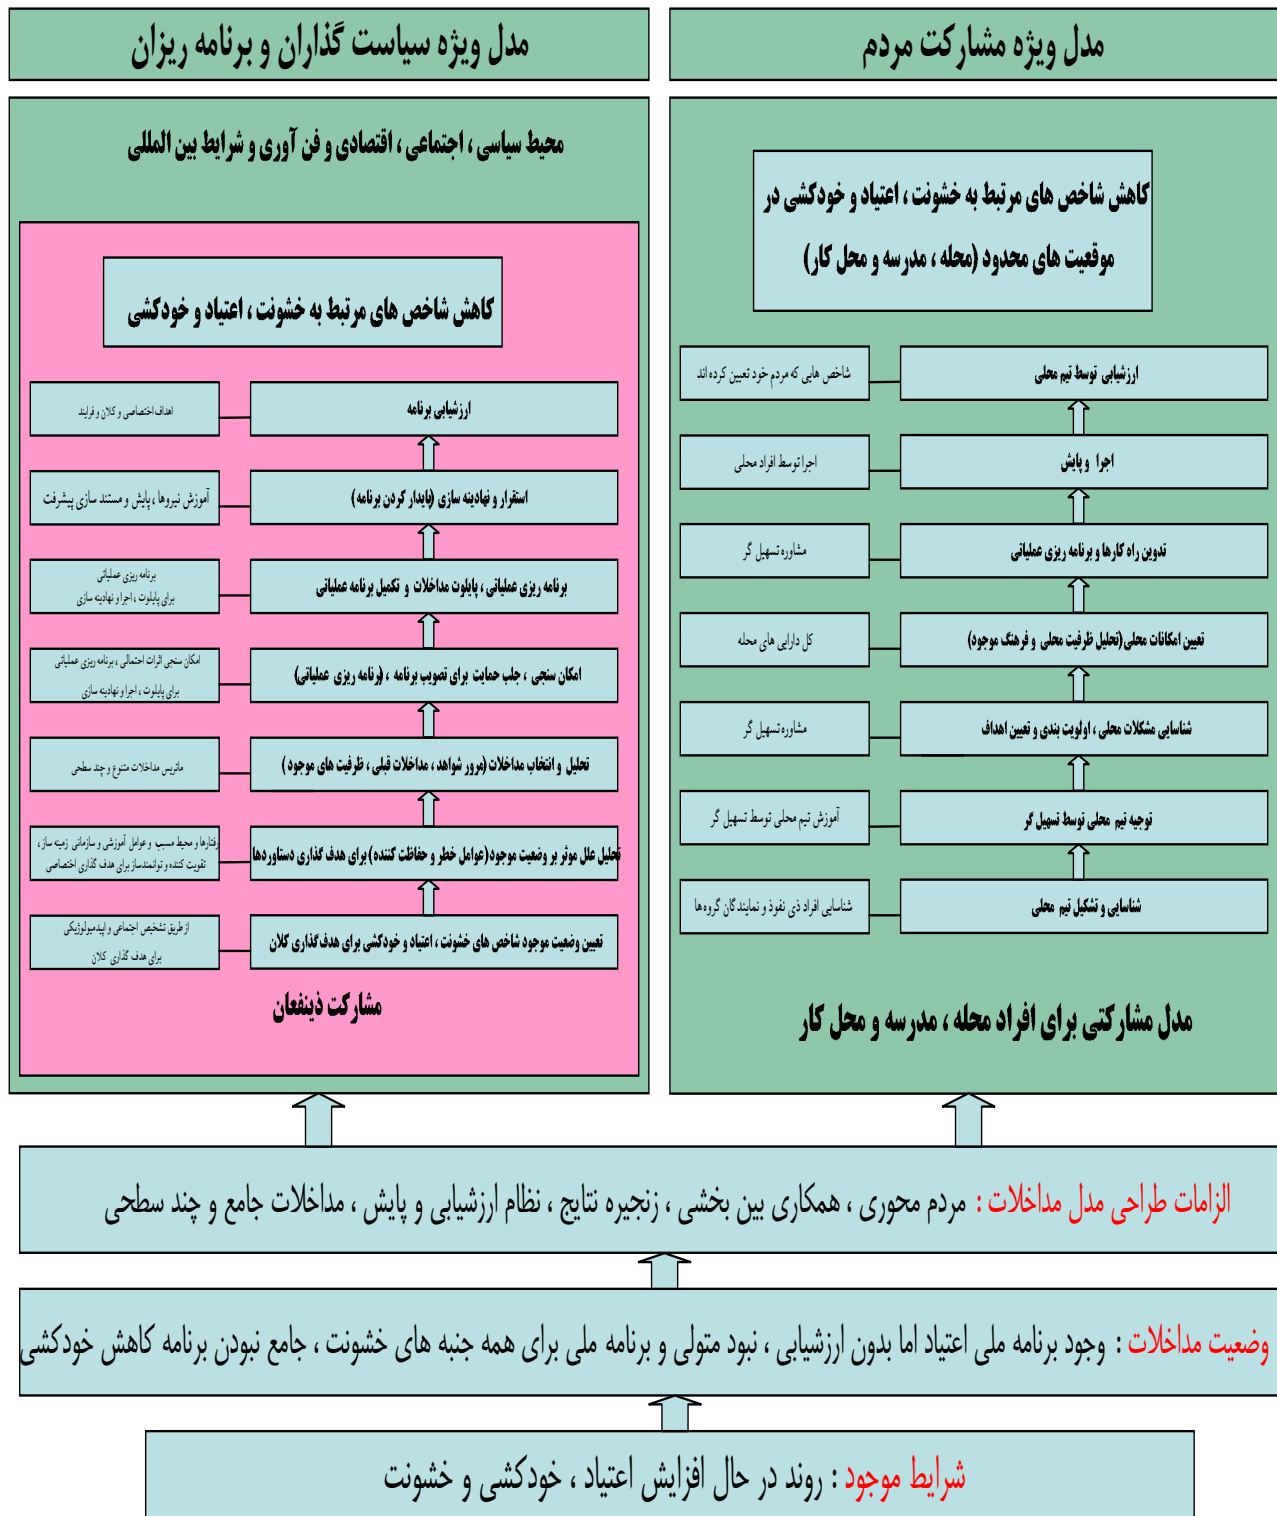 مدل ویژه مشارکت مردم
کاهش شاخص های مرتبط به خشونت ، اعتیاد و خودکشی در
موقعیت های محدود (محله ، مدرسه و محل کار)
ارزشیابی توسط تیم محلی
شاخص هایی که مردم خود تعیین کرده اند
اجرا و پایش
اجرا توسط افراد محلی
تدوین راه کارها و برنامه ریزی عملیاتی
مشاوره تسهیل گر
تعیین امکانات محلی(تحلیل ظرفیت محلی و فرهنگ موجود)
کل دارایی های محله
شناسایی مشکلات محلی ، اولویت بندی و تعیین اهداف
مشاوره تسهیل گر
توجیه تیم محلی توسط تسهیل گر
آموزش تیم محلی توسط تسهیل گر
شناسایی و تشکیل تیم محلی
شناسایی افراد ذی نفوذ و نمایندگان گروه ها
مدل مشارکتی برای افراد محله ، مدرسه و محل کار
مدل ویژه سیاست گذاران و برنامه ریزان
محیط سیاسی ، اجتماعی ، اقتصادی و فن آوری و شرایط بین المللی
کاهش شاخص های مرتبط به خشونت ، اعتیاد و خودکشی
ارزشیابی برنامه
اهداف اختصاصی و کلان و فرایند
استقرار و نهادینه سازی (پایدار کردن برنامه )
آموزش نیروها ، پایش و مستند سازی پیشرفت
برنامه ریزی عملیاتی ، پایلوت مداخلات و تکمیل برنامه عملیاتی
برنامه ریزی عملیاتی
برای پایلوت ، اجرا و نهادینه سازی
امکان سنجی ، جلب حمایت برای تصویب برنامه ، (برنامه ریزی عملیاتی)
امکان سنجی اثرات احتمالی ، برنامه ریزی عملیاتی
برای پایلوت ، اجرا و نهادینه سازی
تحلیل و انتخاب مداخلات (مرور شواهد ، مداخلات قبلی ، ظرفیت های موجود )
ماتریس مداخلات متنوع و چند سطحی
تحلیل علل موثر بر وضعیت موجود(عوامل خطر و حفاظت کننده) برای هدف گذاری دستاوردها
رفتارها و محیط مسبب و عوامل آموزشی و سازمانی زمینه ساز ،
تقویت کننده و توانمندساز برای هدف گذاری اختصاصی
تعیین وضعیت موجود شاخص های خشونت ، اعتیاد و خودکشی برای هدف گذاری کلان
از طریق تشخیص اجتماعی و اپیدمیولوژیکی
برای هدف گذاری کلان
مشارکت ذینفعان
الزامات طراحی مدل مداخلات : مردم محوری ، همکاری بین بخشی ، زنجیره نتایج ، نظام ارزشیابی و پایش ، مداخلات جامع و چند سطحی
وضعیت مداخلات : وجود برنامه ملی اعتیاد اما بدون ارزشیابی ، نبود متولی و برنامه ملی برای همه جنبه های خشونت ، جامع نبودن برنامه کاهش خودکشی
شرایط موجود : روند در حال افزایش اعتیاد ، خودکشی و خشونت